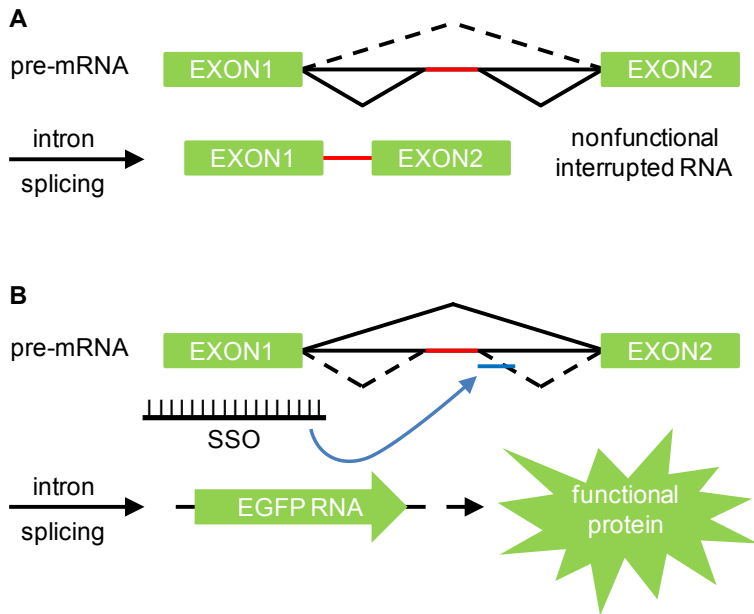 A
pre-mRNA
EXON1
EXON2
intron
splicing
EXON1
EXON2
nonfunctional
interrupted RNA
B
pre-mRNA
EXON1
EXON2
SSO
intron
splicing
EGFP RNA
functional
protein